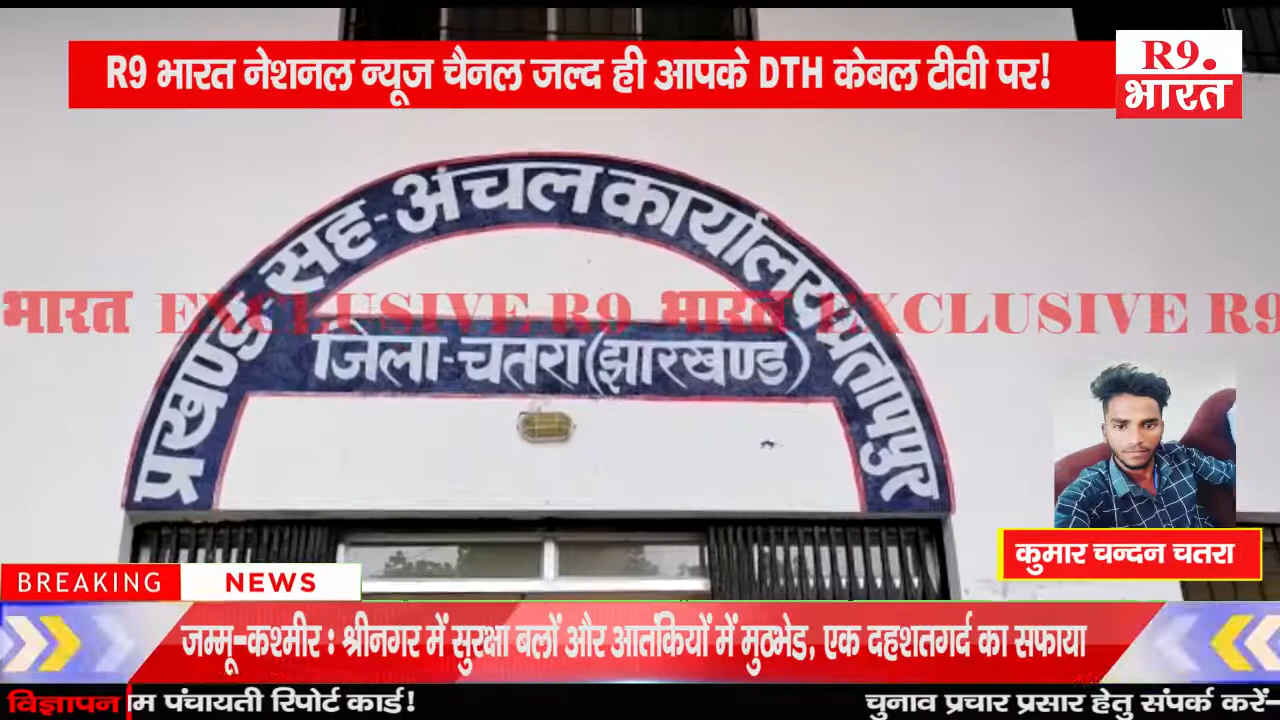 R9 भारत नेशनल न्यूज चैनल जल्द ही आपके DTH केबल टीवी पर!
R9.
भारत
प्रखण्ड-सह-अंचल कार्यालय प्रतापपुर
भारत EXCLUSIVE R9 भारत EXCLUSIVE R9
जिला-चतरा (झारखण्ड)
कुमार चन्दन चतरा
BREAKING NEWS
जम्मू-कश्मीर : श्रीनगर में सुरक्षा बलों और आतंकियों में मुठभेड, एक दहशतगर्द का सफाया
विज्ञापन म पंचायती रिपोर्ट कार्ड! चुनाव प्रचार प्रसार हेतु संपर्क करें-